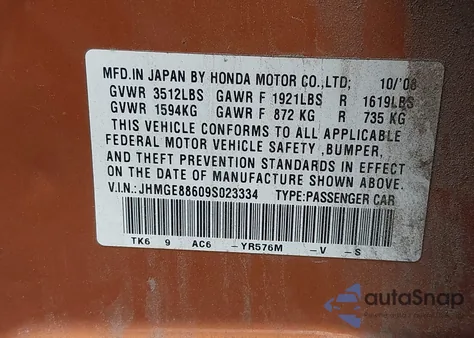 MFD.IN JAPAN BY HONDA MOTOR CO.,LTD; 10/'08
GVWR 3512LBS GAWR F 1921LBS R 1619LBS
GVWR 1594KG GAWR F 872 KG R 735 KG
THIS VEHICLE CONFORMS TO ALL APPLICABLE
FEDERAL MOTOR VEHICLE SAFETY ,BUMPER,
AND THEFT PREVENTION STANDARDS IN EFFECT
ON THE DATE OF MANUFACTURE SHOWN ABOVE.
V.I.N.:JHMGE88609S023334 TYPE:PASSENGER CAR
TK6 9 AC6 -YR576M -V -S
autoSnap